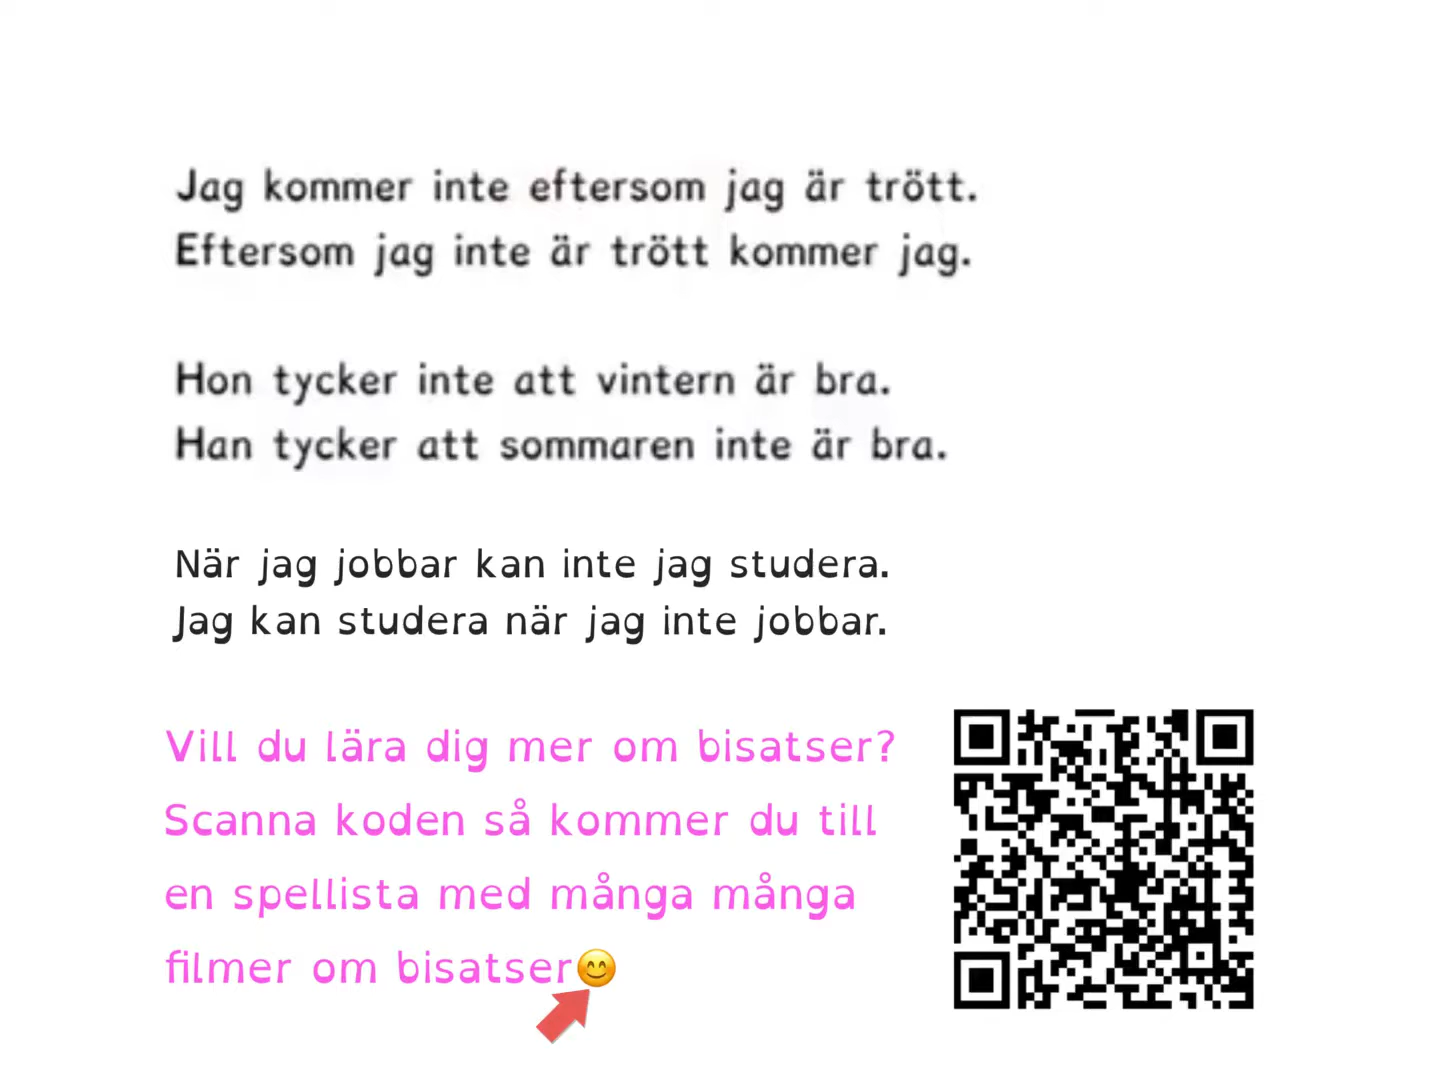 Jag kommer inte eftersom jag är trött.
Eftersom jag inte är trött kommer jag.
Hon tycker inte att vintern är bra.
Han tycker att sommaren inte är bra.
När jag jobbar kan inte jag studera.
Jag kan studera när jag inte jobbar.
Vill du lära dig mer om bisatser?
Scanna koden så kommer du till
en spellista med många många
filmer om bisatser😊